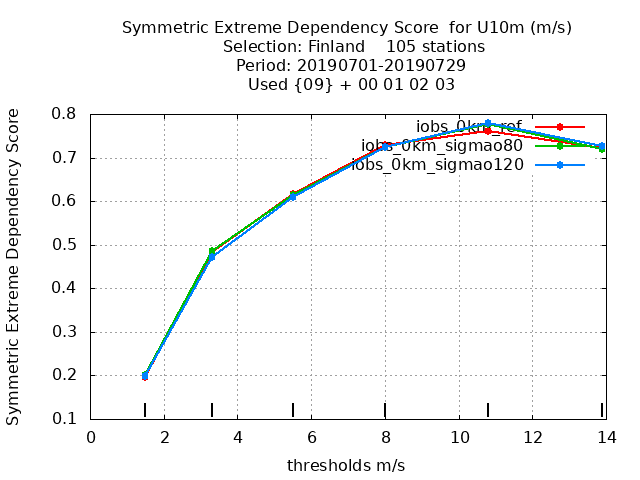 Symmetric Extreme Dependency Score for U10m (m/s)
Selection: Finland 105 stations
Period: 20190701-20190729
Used {09} + 00 01 02 03
Symmetric Extreme Dependency Score
0.8
0.7
0.6
0.5
0.4
0.3
0.2
0.1
iobs_0km_ref
iobs_0km_sigmao80
iobs_0km_sigmao120
0 2 4 6 8 10 12 14
thresholds m/s